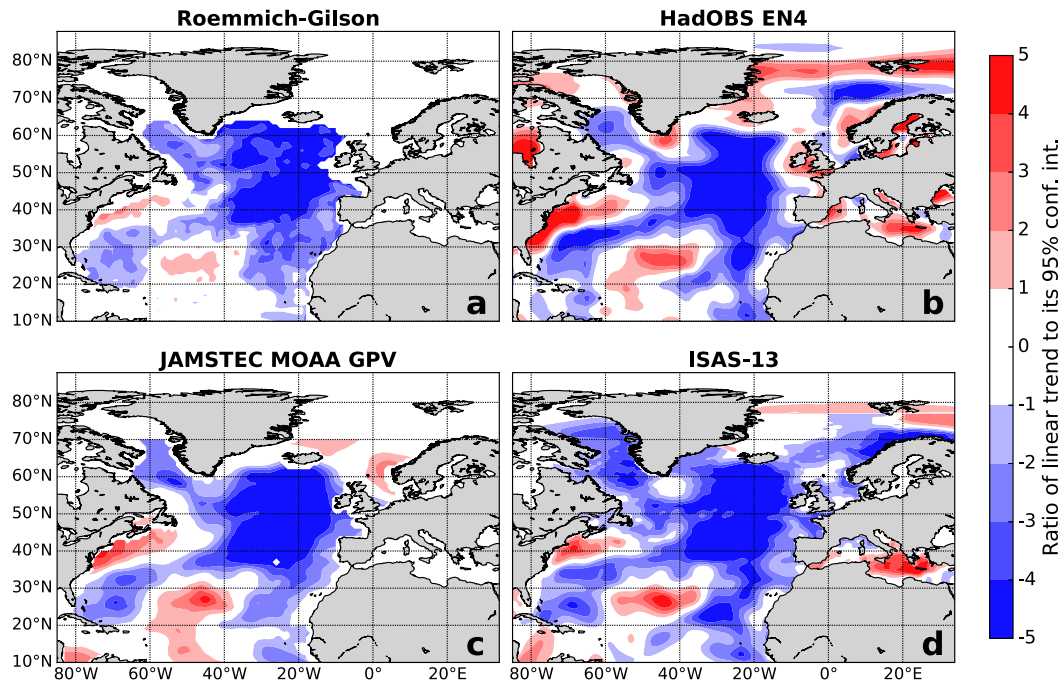 Roemmich-Gilson
HadOBS EN4
80°N
70°N
60°N
50°N
40°N
30°N
20°N
10°N
a
b
JAMSTEC MOAA GPV
ISAS-13
80°N
70°N
60°N
50°N
40°N
30°N
20°N
10°N
c
d
80°W 60°W 40°W 20°W 0°E 20°E
80°W 60°W 40°W 20°W 0°E 20°E
5
4
3
2
1
0
-1
-2
-3
-4
-5
Ratio of linear trend to its 95% conf. int.